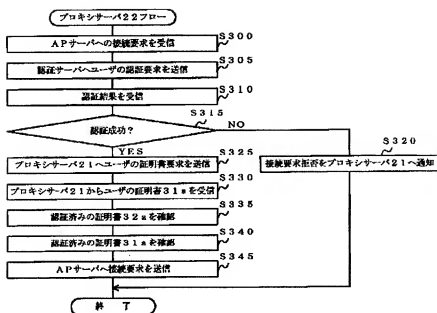 プロキシサーバ22フロー
S300
APサーバへの接続要求を受信
S305
認証サーバへユーザの認証要求を送信
S310
認証結果を受信
S315
認証成功?
NO
YES
S320
接続要求拒否をプロキシサーバ21へ通知
S325
プロキシサーバ21へユーザの証明書要求を送信
S330
プロキシサーバ21からユーザの証明書31aを受信
S335
認証済みの証明書32aを確認
S340
認証済みの証明書31aを確認
S345
APサーバへ接続要求を送信
終了